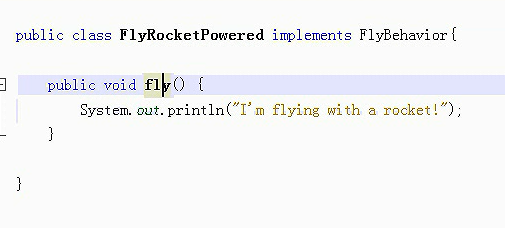 public class FlyRocketPowered implements FlyBehavior{
public void fly() {
System.out.println("I'm flying with a rocket!");
}
}